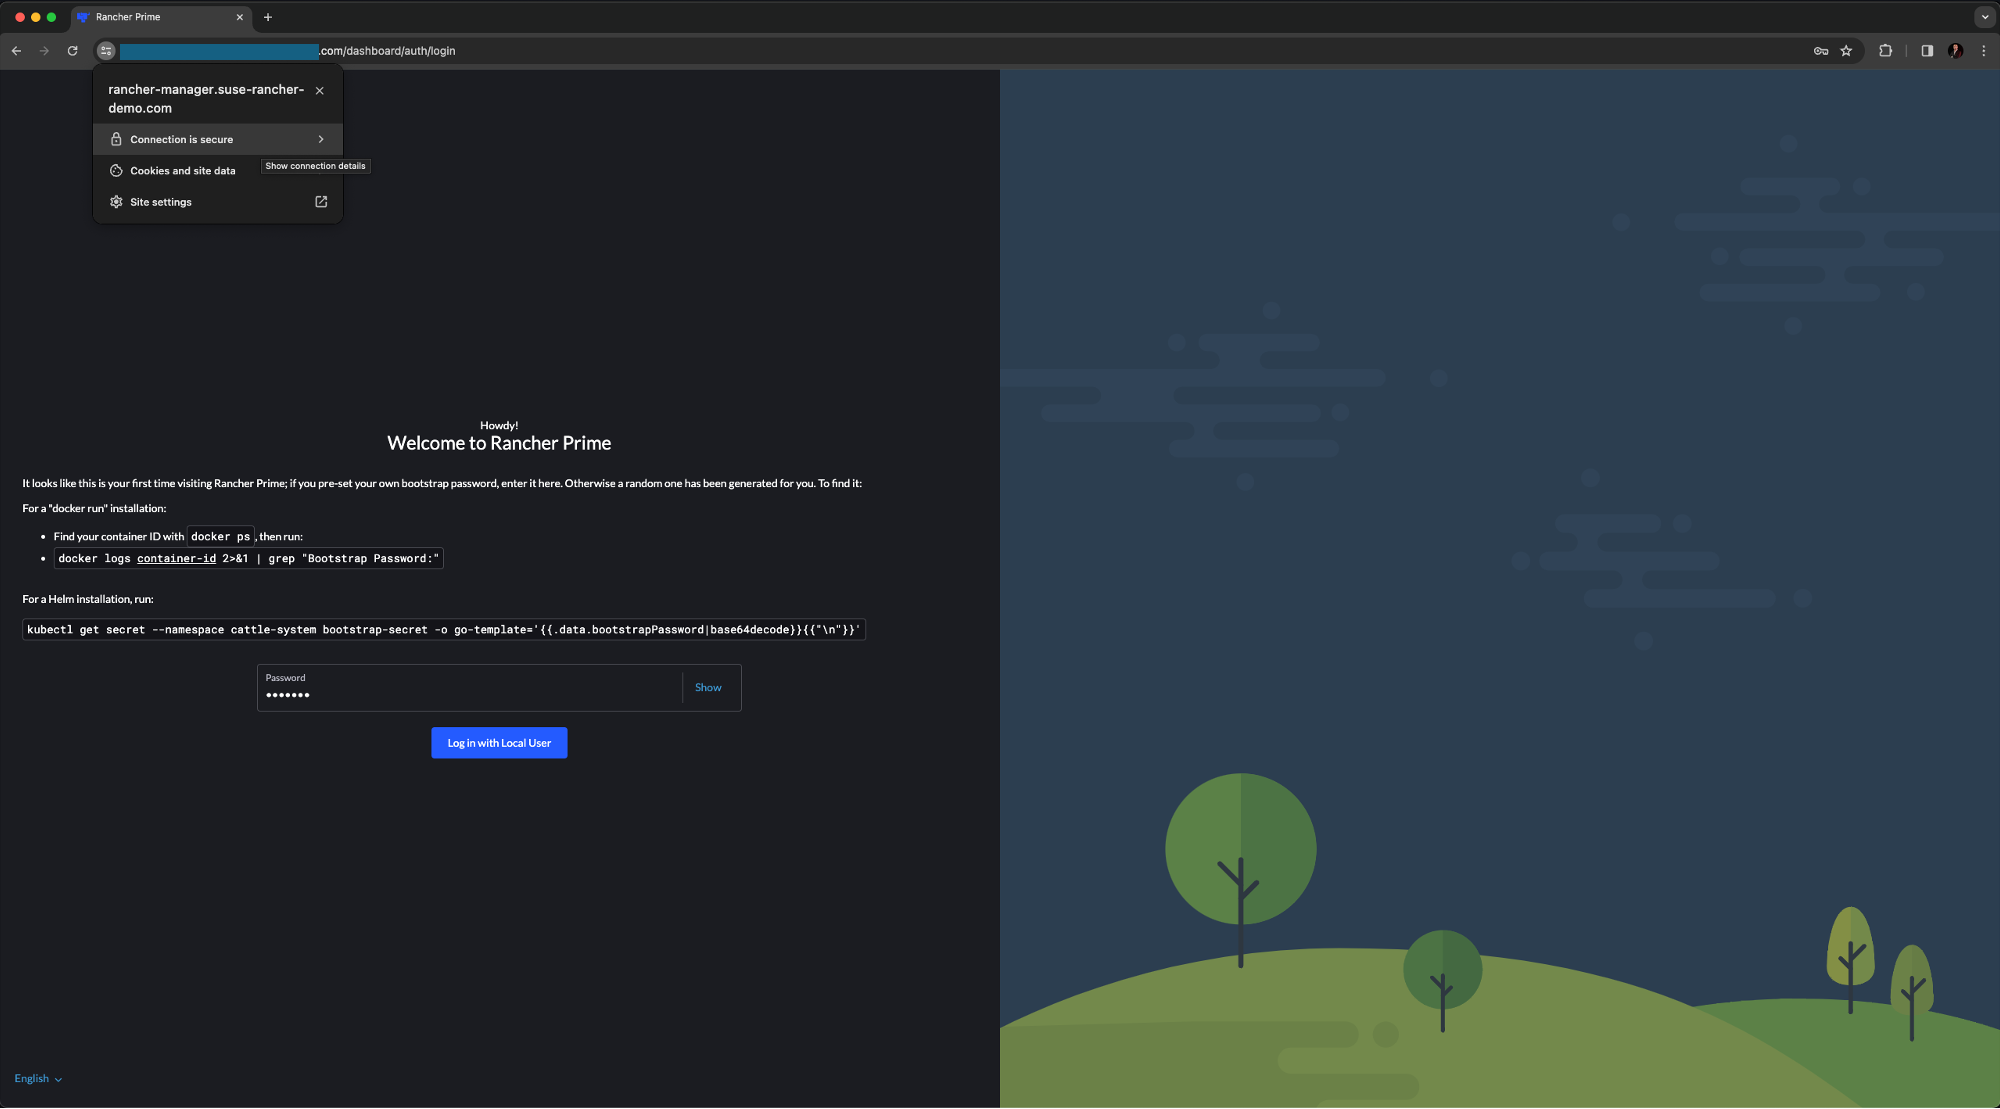 Rancher Prime
.com/dashboard/auth/login
rancher-manager.suse-rancher-
demo.com
Connection is secure
Show connection details
Cookies and site data
Site settings
Howdy!
Welcome to Rancher Prime
It looks like this is your first time visiting Rancher Prime; if you pre-set your own bootstrap password, enter it here. Otherwise a random one has been generated for you. To find it:
For a "docker run" installation:
• Find your container ID with docker ps, then run:
• docker logs container-id 2>&1 | grep "Bootstrap Password:"
For a Helm installation, run:
kubectl get secret --namespace cattle-system bootstrap-secret -o go-template='{{.data.bootstrapPassword|base64decode}}{{"\n"}}'
Password
•••••••
Show
Log in with Local User
English